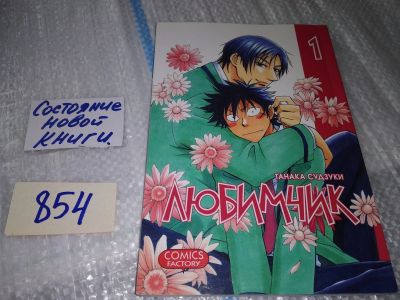 Состояние
новой
книги.
854
1
ТАНАКА СУДЗУКИ
ЛЮБИМЧИК
COMICS
FACTORY